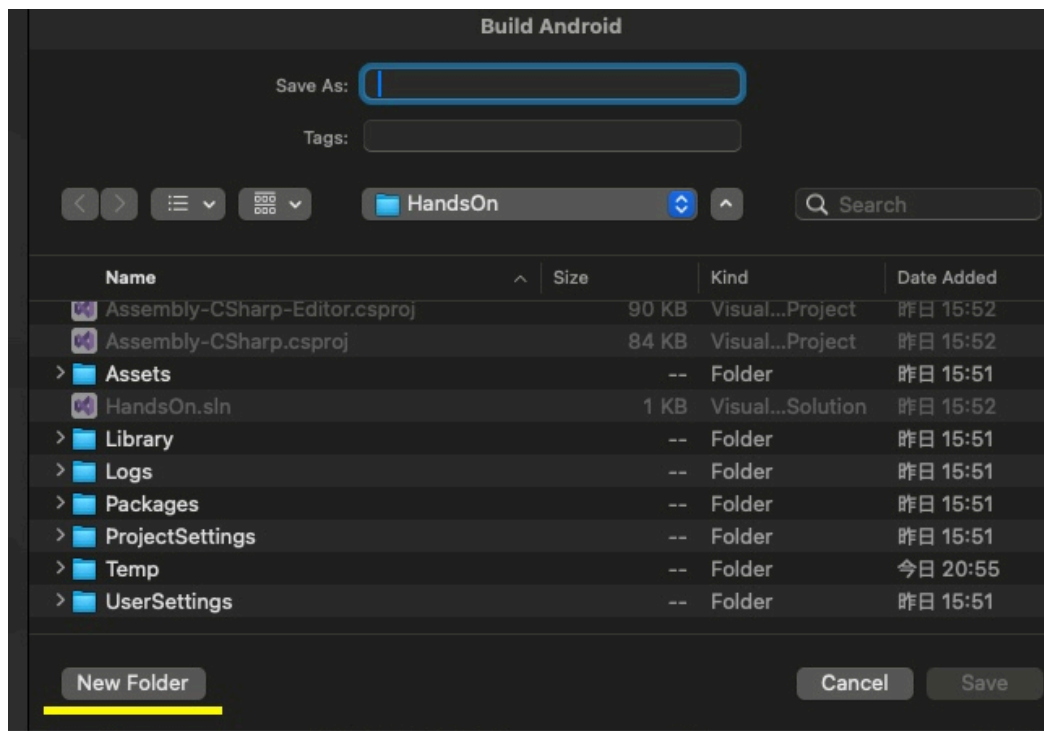 Build Android
Save As:
Tags:
HandsOn
Search
Name Size Kind Date Added
Assembly-CSharp-Editor.csproj 90 KB Visual...Project 昨日 15:52
Assembly-CSharp.csproj 84 KB Visual...Project 昨日 15:52
Assets -- Folder 昨日 15:51
HandsOn.sln 1 KB Visual...Solution 昨日 15:52
Library -- Folder 昨日 15:51
Logs -- Folder 昨日 15:51
Packages -- Folder 昨日 15:51
ProjectSettings -- Folder 昨日 15:51
Temp -- Folder 今日 20:55
UserSettings -- Folder 昨日 15:51
New Folder Cancel Save